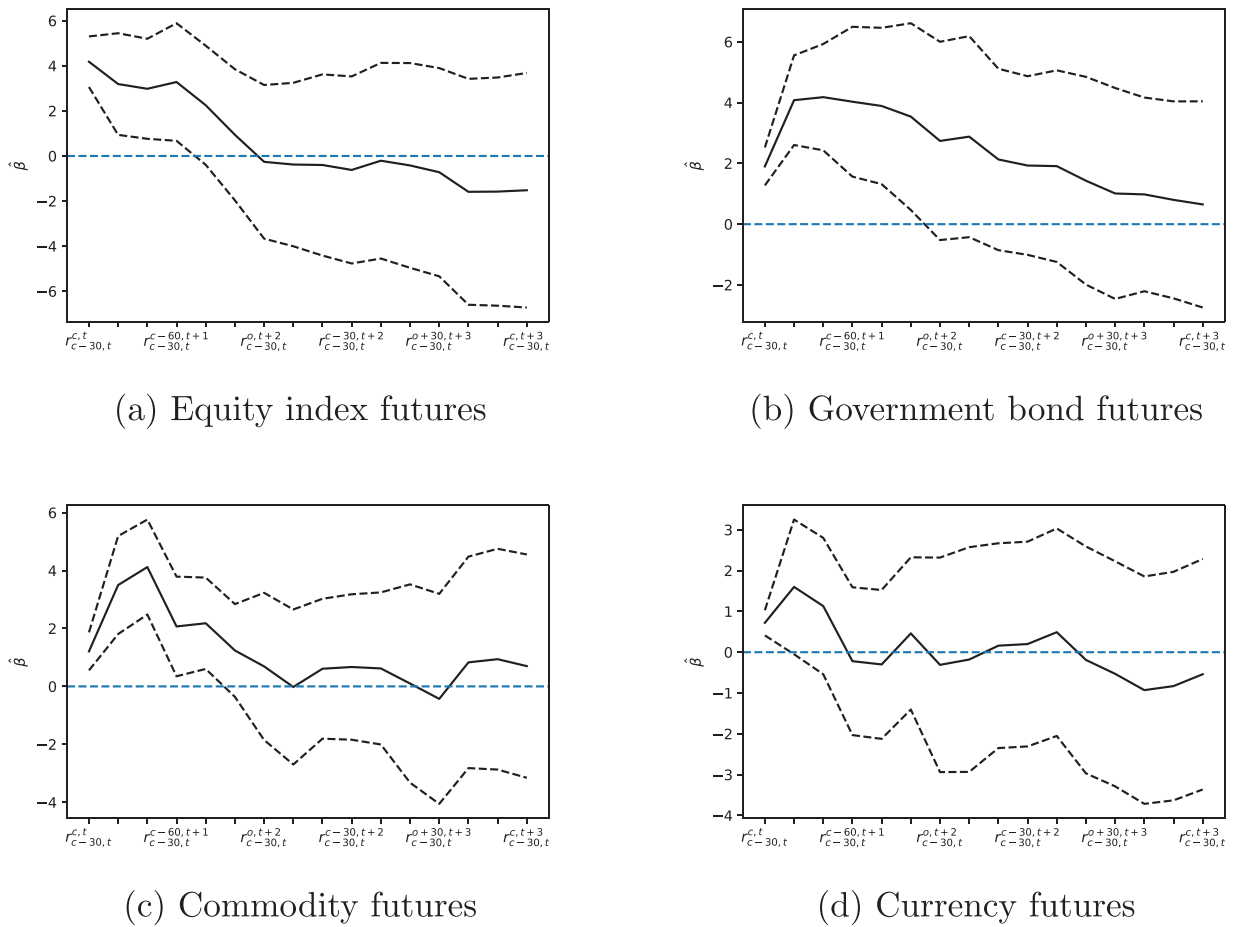 6
4
2
0
−2
−4
−6
β̂
r^{c,t}_{c−30,t} r^{c−60,t+1}_{c−30,t} r^{o,t+2}_{c−30,t} r^{c−30,t+2}_{c−30,t} r^{o+30,t+3}_{c−30,t} r^{c,t+3}_{c−30,t}
(a) Equity index futures
6
4
2
0
−2
β̂
r^{c,t}_{c−30,t} r^{c−60,t+1}_{c−30,t} r^{o,t+2}_{c−30,t} r^{c−30,t+2}_{c−30,t} r^{o+30,t+3}_{c−30,t} r^{c,t+3}_{c−30,t}
(b) Government bond futures
6
4
2
0
−2
−4
β̂
r^{c,t}_{c−30,t} r^{c−60,t+1}_{c−30,t} r^{o,t+2}_{c−30,t} r^{c−30,t+2}_{c−30,t} r^{o+30,t+3}_{c−30,t} r^{c,t+3}_{c−30,t}
(c) Commodity futures
3
2
1
0
−1
−2
−3
−4
β̂
r^{c,t}_{c−30,t} r^{c−60,t+1}_{c−30,t} r^{o,t+2}_{c−30,t} r^{c−30,t+2}_{c−30,t} r^{o+30,t+3}_{c−30,t} r^{c,t+3}_{c−30,t}
(d) Currency futures